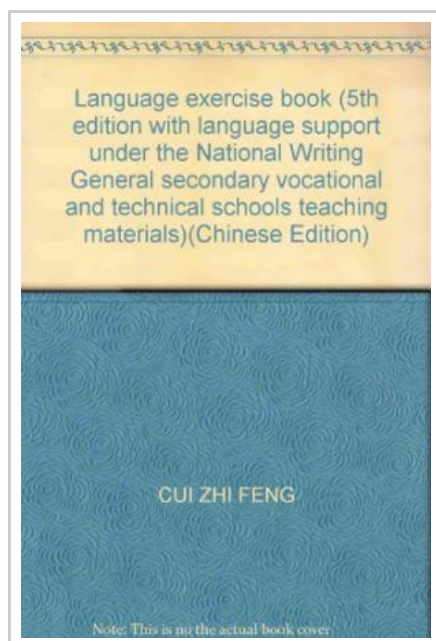 Language exercise book (5th
edition with language support
under the National Writing
General secondary vocational
and technical schools teaching
materials)(Chinese Edition)
CUI ZHI FENG
Note: This is no the actual book cover